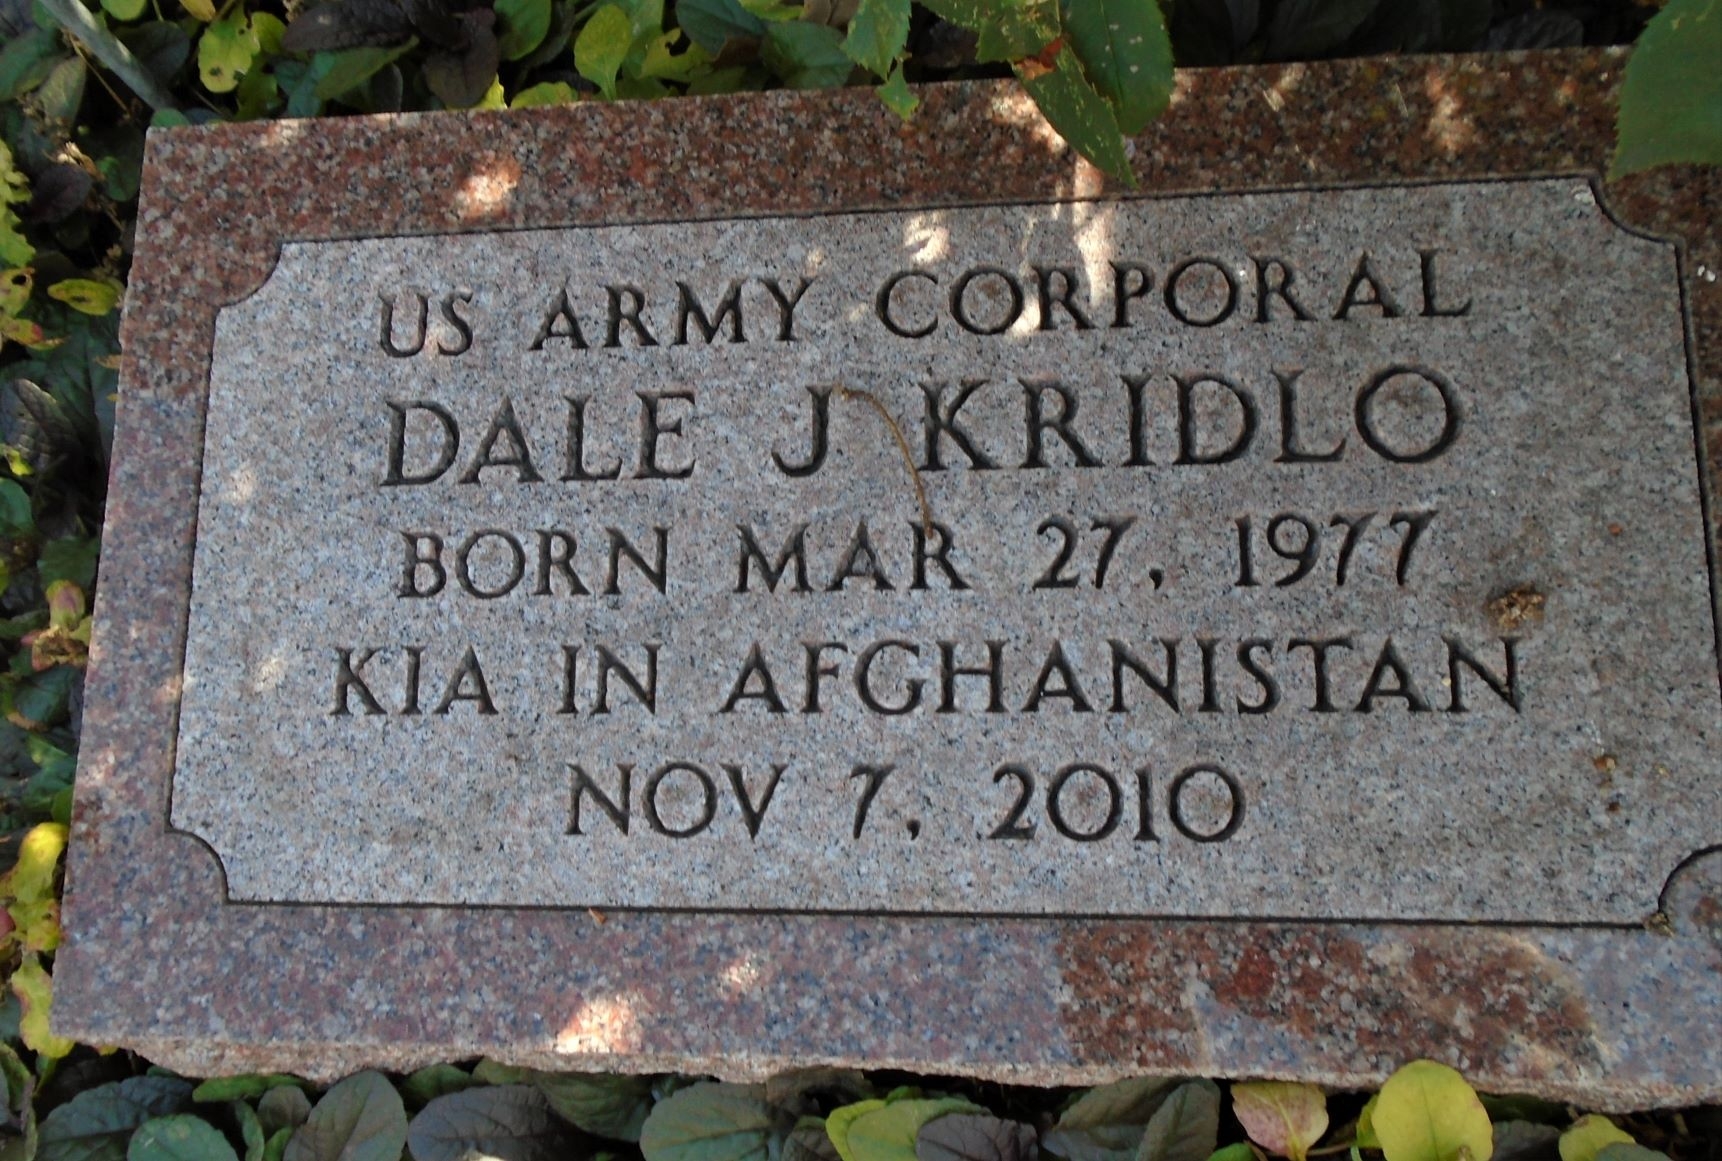 US ARMY CORPORAL
DALE J KRIDLO
BORN MAR 27, 1977
KIA IN AFGHANISTAN
NOV 7, 2010